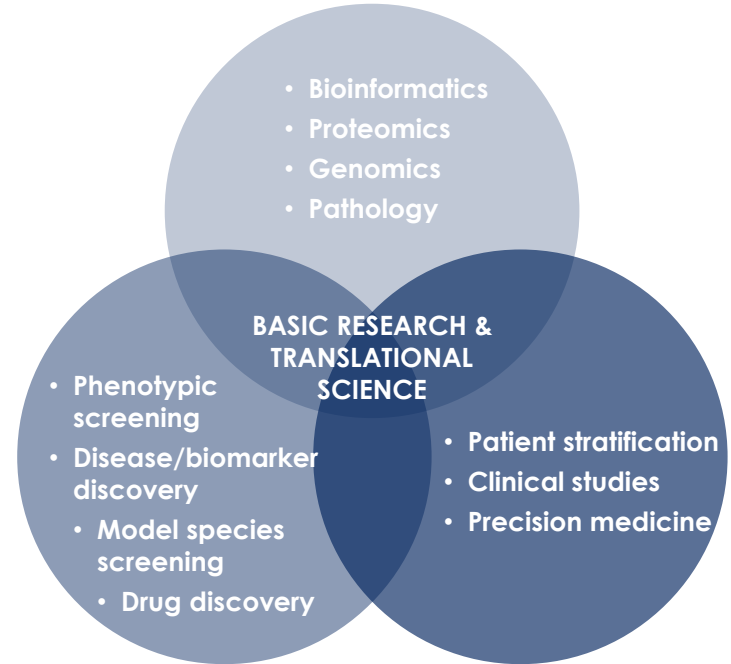 • Bioinformatics
• Proteomics
• Genomics
• Pathology
BASIC RESEARCH &
TRANSLATIONAL
SCIENCE
• Phenotypic
screening
• Disease/biomarker
discovery
• Model species
screening
• Drug discovery
• Patient stratification
• Clinical studies
• Precision medicine